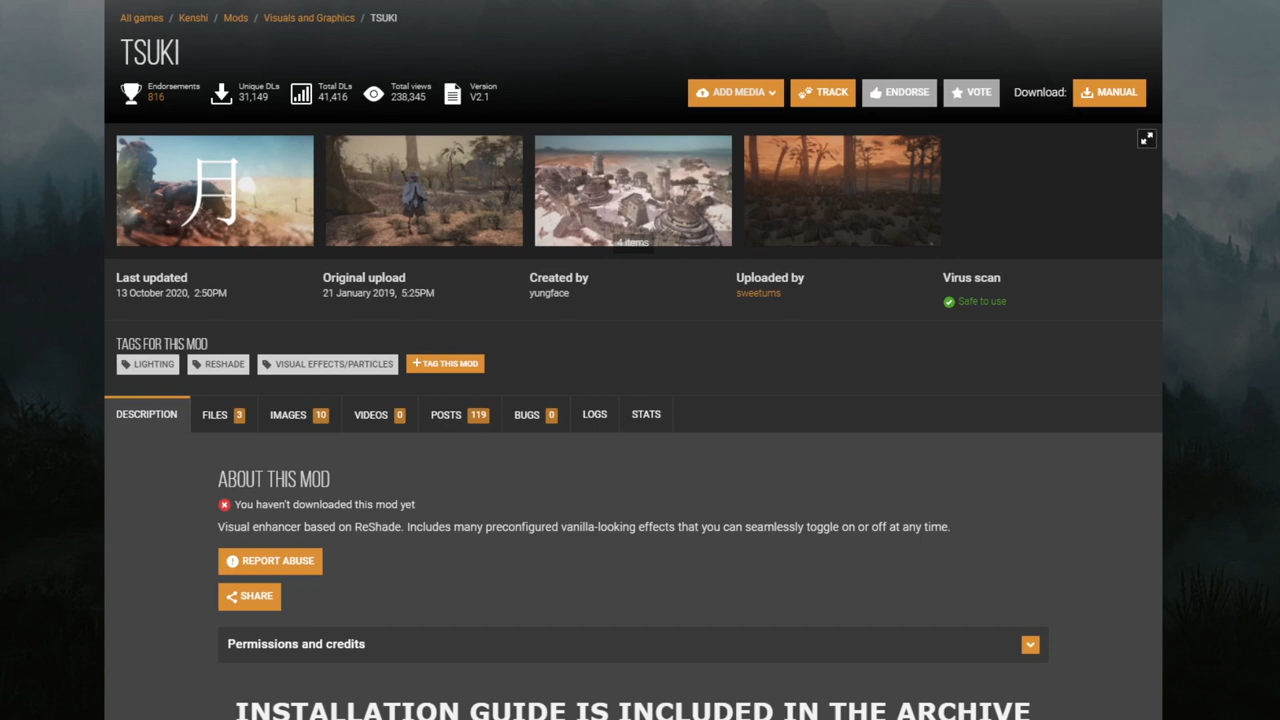 All games / Kenshi / Mods / Visuals and Graphics / TSUKI
TSUKI
Endorsements
816
Unique DLs
31,149
Total DLs
41,416
Total views
238,345
Version
V2.1
ADD MEDIA
TRACK
ENDORSE
VOTE
Download:
MANUAL
月
4 items
Last updated
13 October 2020, 2:50PM
Original upload
21 January 2019, 5:25PM
Created by
yungface
Uploaded by
sweetums
Virus scan
Safe to use
TAGS FOR THIS MOD
LIGHTING
RESHADE
VISUAL EFFECTS/PARTICLES
+ TAG THIS MOD
DESCRIPTION
FILES 3
IMAGES 10
VIDEOS 0
POSTS 119
BUGS 0
LOGS
STATS
ABOUT THIS MOD
You haven't downloaded this mod yet
Visual enhancer based on ReShade. Includes many preconfigured vanilla-looking effects that you can seamlessly toggle on or off at any time.
REPORT ABUSE
SHARE
Permissions and credits
INSTALLATION GUIDE IS INCLUDED IN THE ARCHIVE